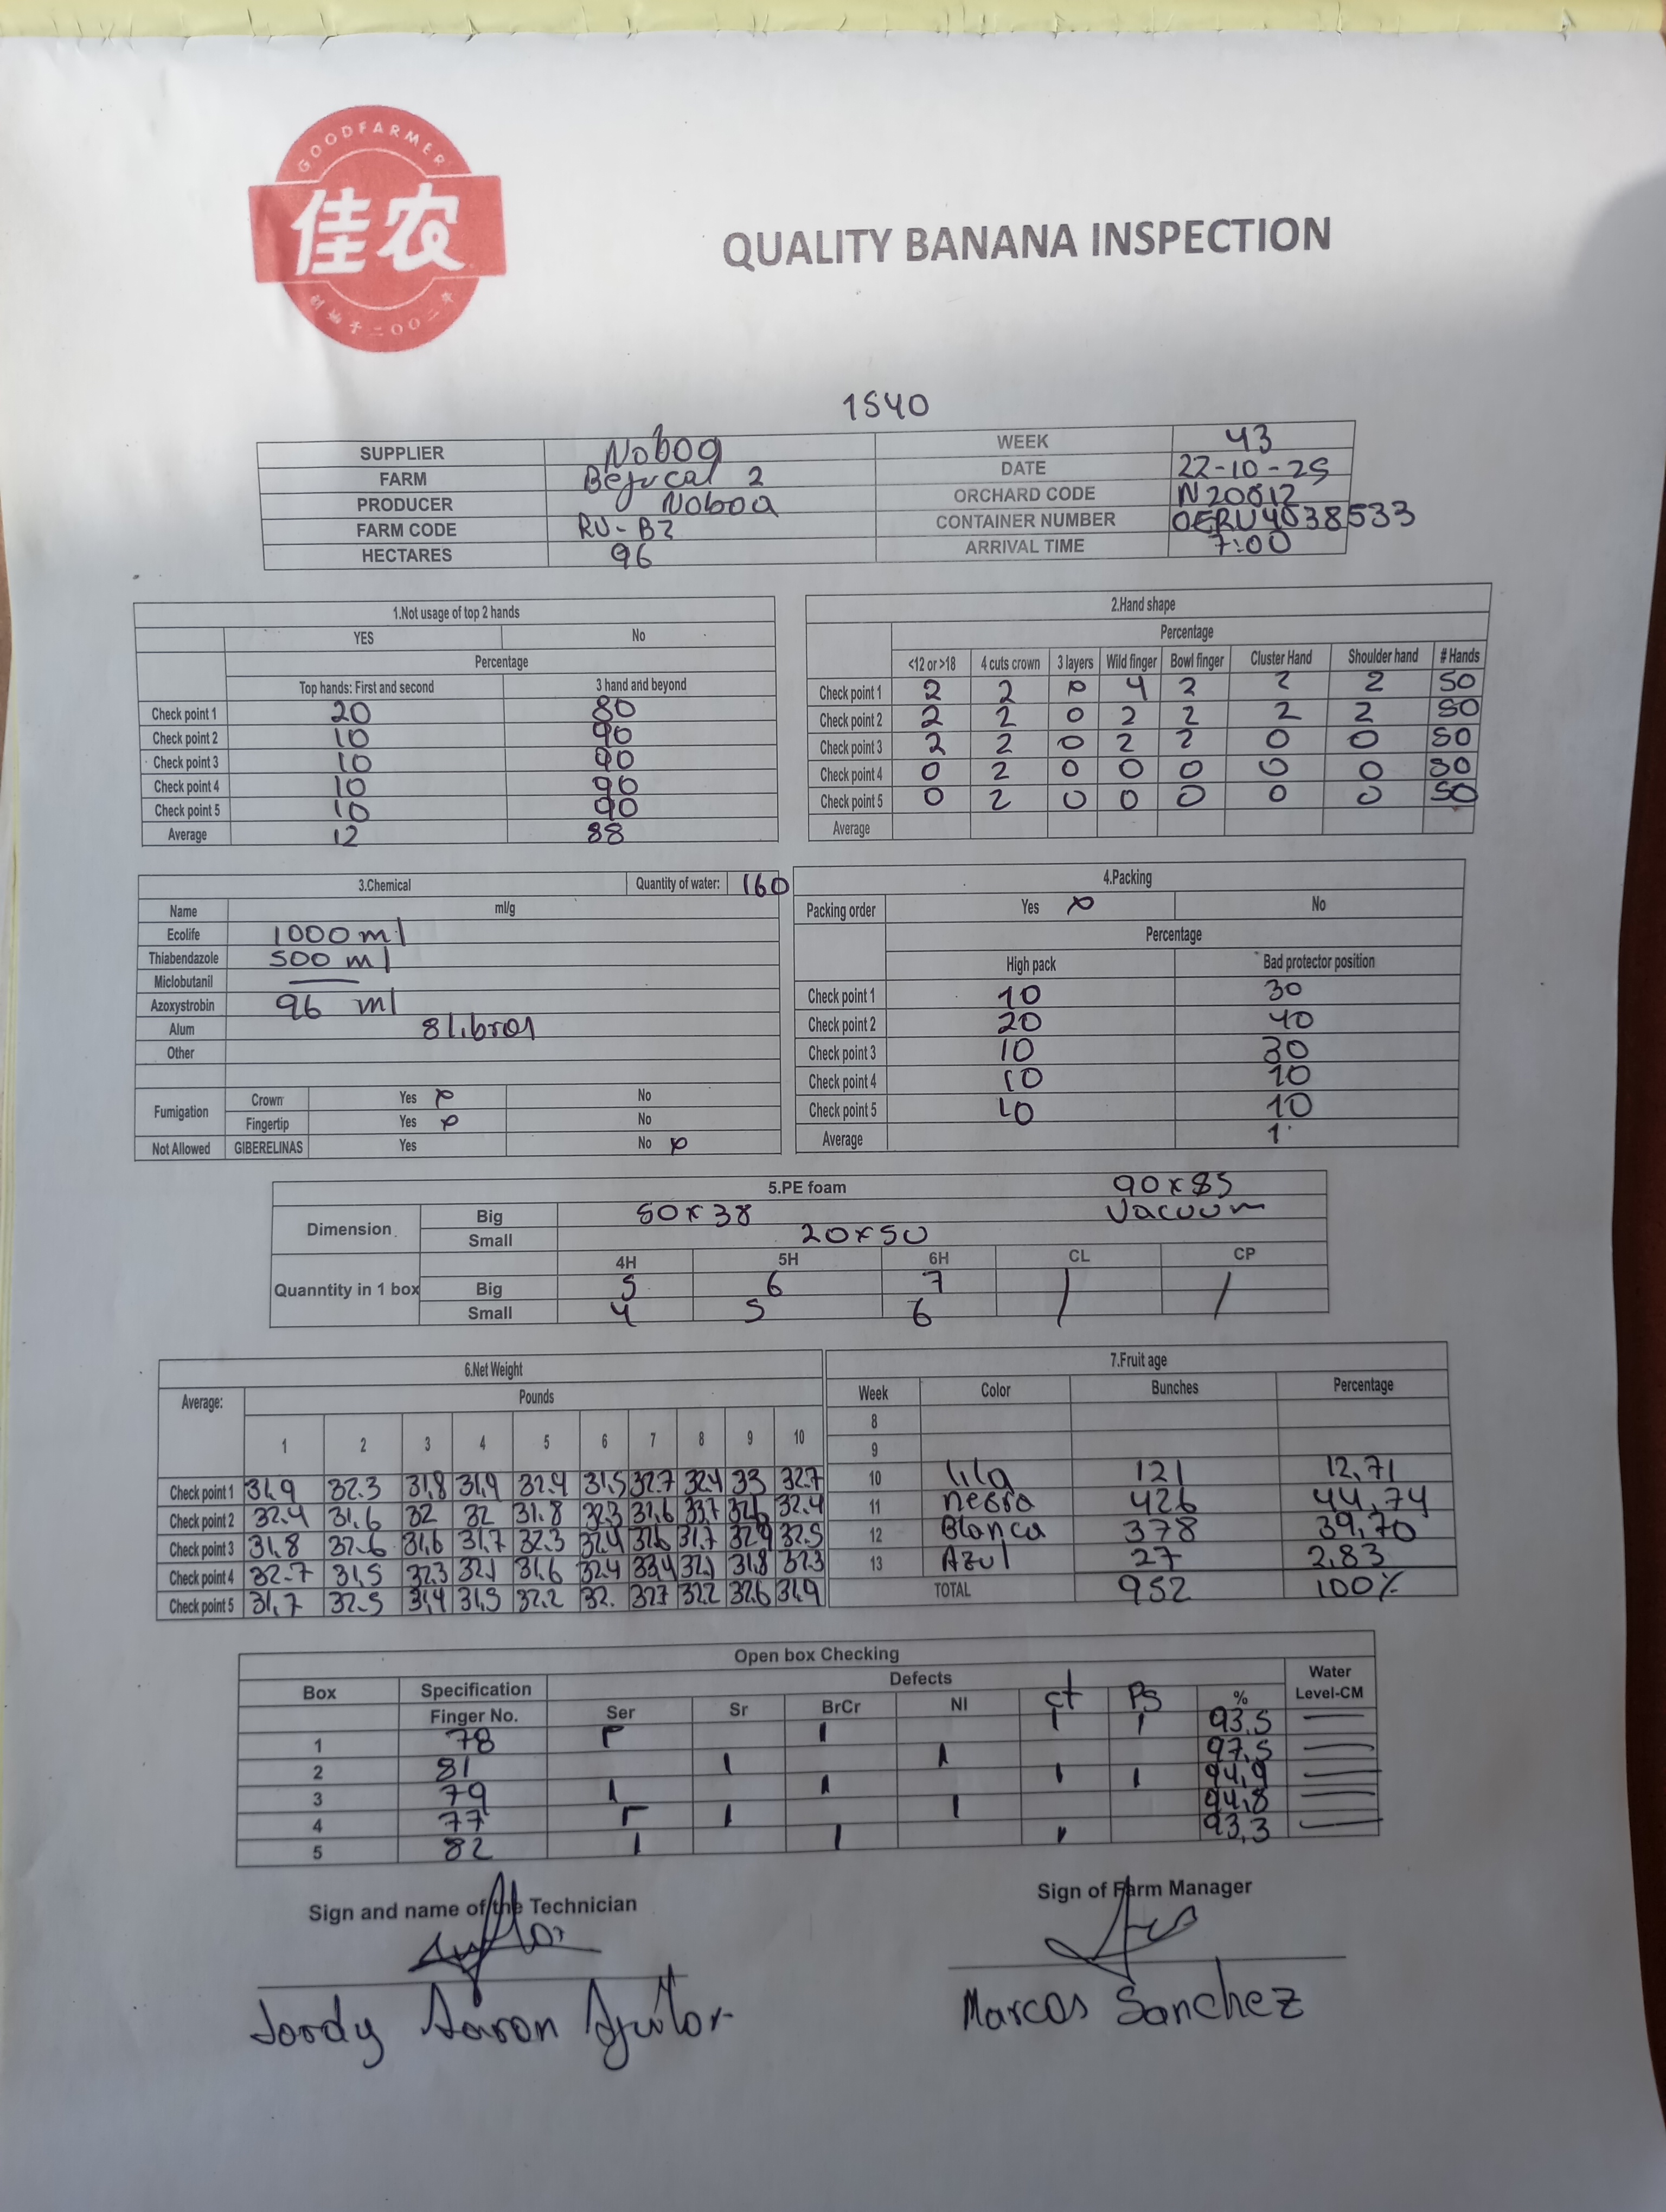 GOODFARMER
佳农
创始于二〇〇二年
QUALITY BANANA INSPECTION
1540
SUPPLIER Noboa WEEK 43
FARM Bejucal 2 DATE 22-10-25
PRODUCER Noboa ORCHARD CODE N20012
FARM CODE RU-B2 CONTAINER NUMBER OERU4038533
HECTARES 96 ARRIVAL TIME 7:00
1.Not usage of top 2 hands
YES No
Percentage
Top hands: First and second 3 hand and beyond
Check point 1 20 80
Check point 2 10 90
Check point 3 10 90
Check point 4 10 90
Check point 5 10 90
Average 12 88
2.Hand shape
Percentage
<12 or >18 4 cuts crown 3 layers Wild finger Bowl finger Cluster Hand Shoulder hand # Hands
Check point 1 2 2 0 4 2 2 2 50
Check point 2 2 2 0 2 2 2 2 50
Check point 3 2 2 0 2 2 0 0 50
Check point 4 0 2 0 0 0 0 0 50
Check point 5 0 2 0 0 0 0 0 50
Average
3.Chemical Quantity of water: 160
Name ml/g
Ecolife 1000 ml
Thiabendazole 500 ml
Miclobutanil —
Azoxystrobin 96 ml
Alum 8 libras
Other
Fumigation Crown Yes x No
Fingertip Yes x No
Not Allowed GIBERELINAS Yes No x
4.Packing
Packing order Yes x No
Percentage
High pack Bad protector position
Check point 1 10 30
Check point 2 20 40
Check point 3 10 30
Check point 4 10 10
Check point 5 10 10
Average 1
5.PE foam 90x85
Dimension Big 50x38 Vacuum
Small 20x50
4H 5H 6H CL CP
Quanntity in 1 box Big 5 6 7 / /
Small 4 5 6
6.Net Weight
Average: Pounds
1 2 3 4 5 6 7 8 9 10
Check point 1 31,9 32.3 31,8 31,9 32.4 31.5 32.7 32.4 33 32.7
Check point 2 32.4 31,6 32 32 31.8 32.3 31,6 33,7 32.6 32.4
Check point 3 31,8 32.6 31,6 31,7 32.3 32.4 32.6 31,7 32.9 32.5
Check point 4 32.7 31,5 32.3 32.1 31,6 32.4 33,4 32,1 31,8 32.3
Check point 5 31,7 32.5 31,4 31,5 32.2 32. 32.7 32.2 32.6 31,9
7.Fruit age
Week Color Bunches Percentage
8
9
10 lila 121 12,71
11 negra 426 44,74
12 Blanca 378 39,70
13 Azul 27 2,83
TOTAL 952 100%
Open box Checking
Box Specification Defects Water Level-CM
Finger No. Ser Sr BrCr NI ct PS %
1 78 1 1 1 1 93,5 —
2 81 1 1 97,5 —
3 79 1 1 1 1 94,9 —
4 77 1 1 1 94,8 —
5 82 1 1 1 93,3 —
Sign and name of the Technician Sign of Farm Manager
Jordy Aaron Aguilar Marcos Sanchez